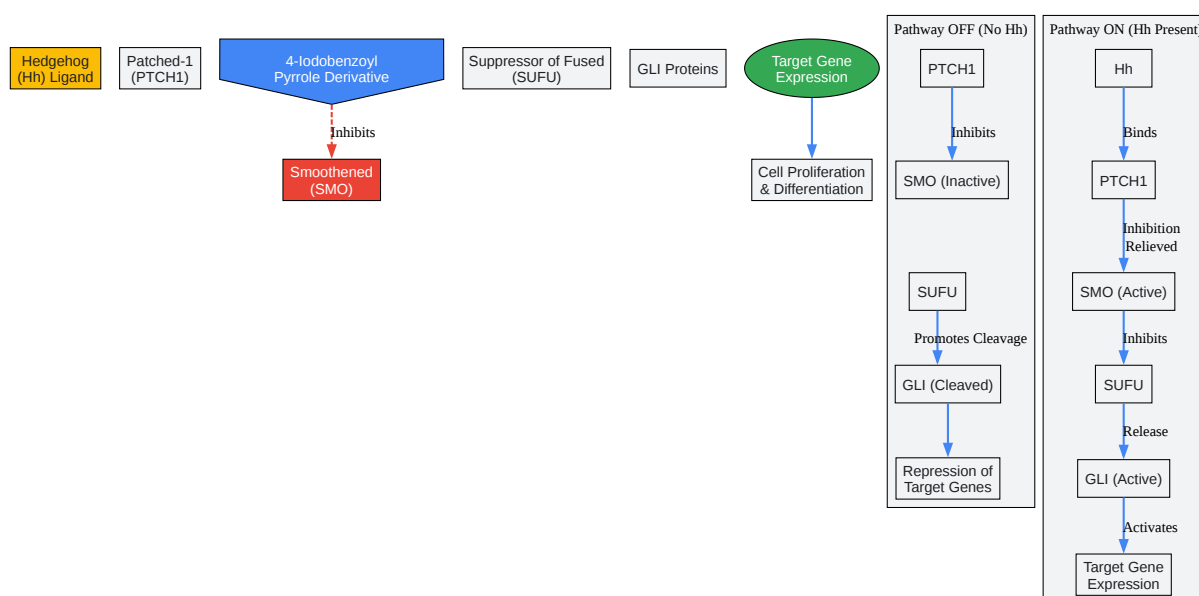 Hedgehog
(Hh) Ligand
Patched-1
(PTCH1)
4-Iodobenzoyl
Pyrrole Derivative
Inhibits
Smoothened
(SMO)
Suppressor of Fused
(SUFU)
GLI Proteins
Target Gene
Expression
Cell Proliferation
& Differentiation
Pathway OFF (No Hh)
PTCH1
Inhibits
SMO (Inactive)
SUFU
Promotes Cleavage
GLI (Cleaved)
Repression of
Target Genes
Pathway ON (Hh Present)
Hh
Binds
PTCH1
Inhibition
Relieved
SMO (Active)
Inhibits
SUFU
Release
GLI (Active)
Activates
Target Gene
Expression